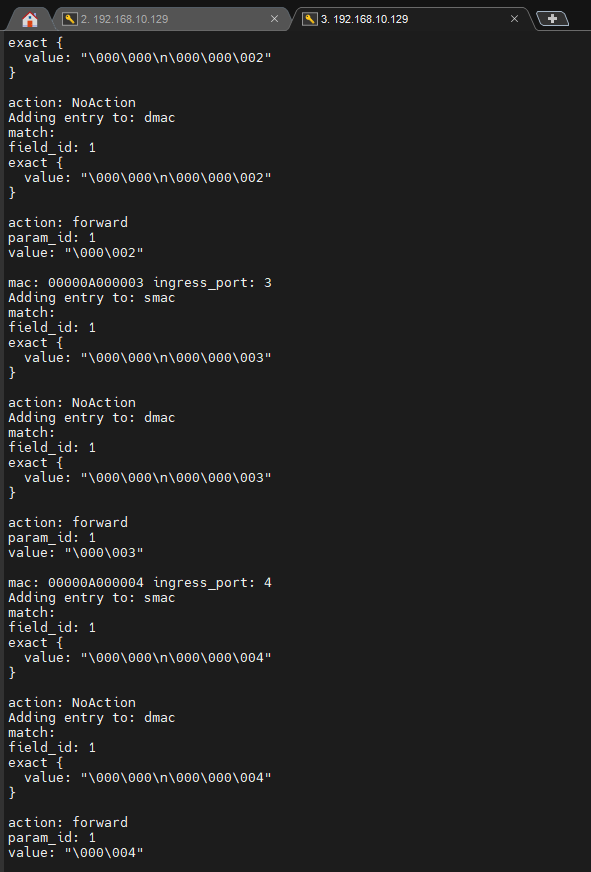 2. 192.168.10.129
3. 192.168.10.129
exact {
  value: "\000\000\n\000\000\002"
}

action: NoAction
Adding entry to: dmac
match:
field_id: 1
exact {
  value: "\000\000\n\000\000\002"
}

action: forward
param_id: 1
value: "\000\002"

mac: 00000A000003 ingress_port: 3
Adding entry to: smac
match:
field_id: 1
exact {
  value: "\000\000\n\000\000\003"
}

action: NoAction
Adding entry to: dmac
match:
field_id: 1
exact {
  value: "\000\000\n\000\000\003"
}

action: forward
param_id: 1
value: "\000\003"

mac: 00000A000004 ingress_port: 4
Adding entry to: smac
match:
field_id: 1
exact {
  value: "\000\000\n\000\000\004"
}

action: NoAction
Adding entry to: dmac
match:
field_id: 1
exact {
  value: "\000\000\n\000\000\004"
}

action: forward
param_id: 1
value: "\000\004"